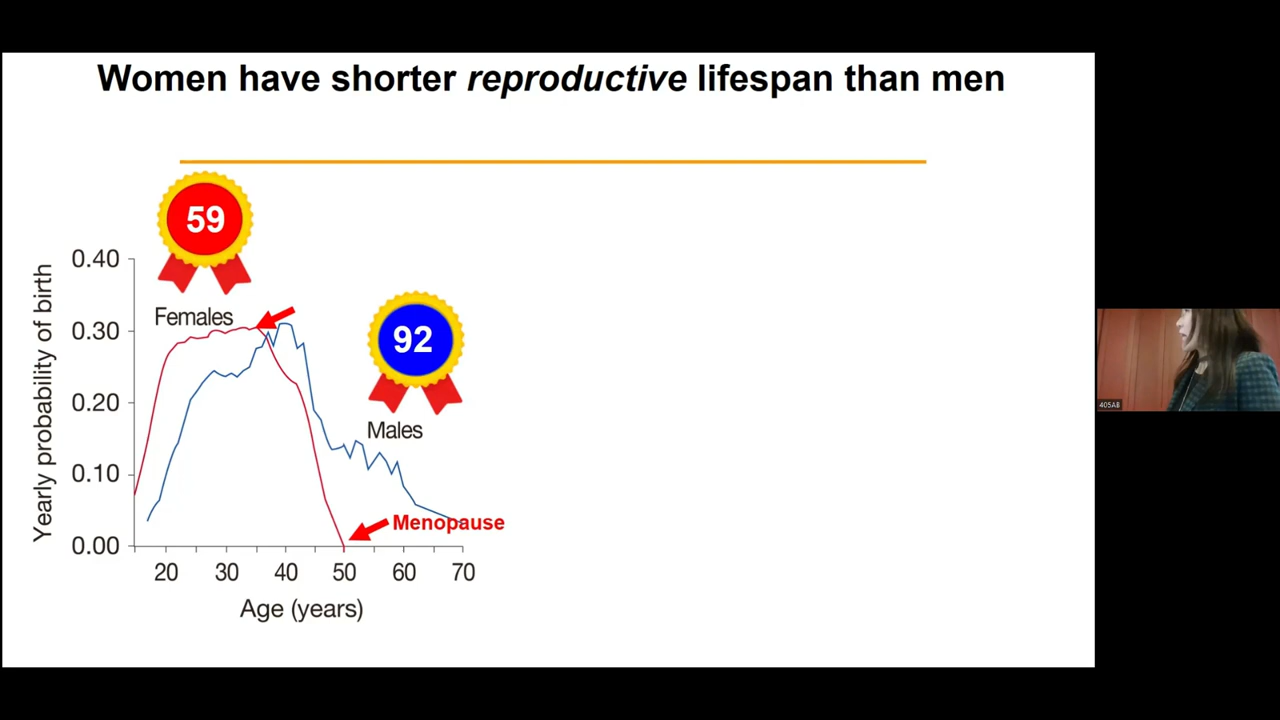 Women have shorter reproductive lifespan than men
59
0.40
Females
0.30
92
0.20
Males
0.10
Menopause
0.00
20 30 40 50 60 70
Age (years)
Yearly probability of birth
405AB